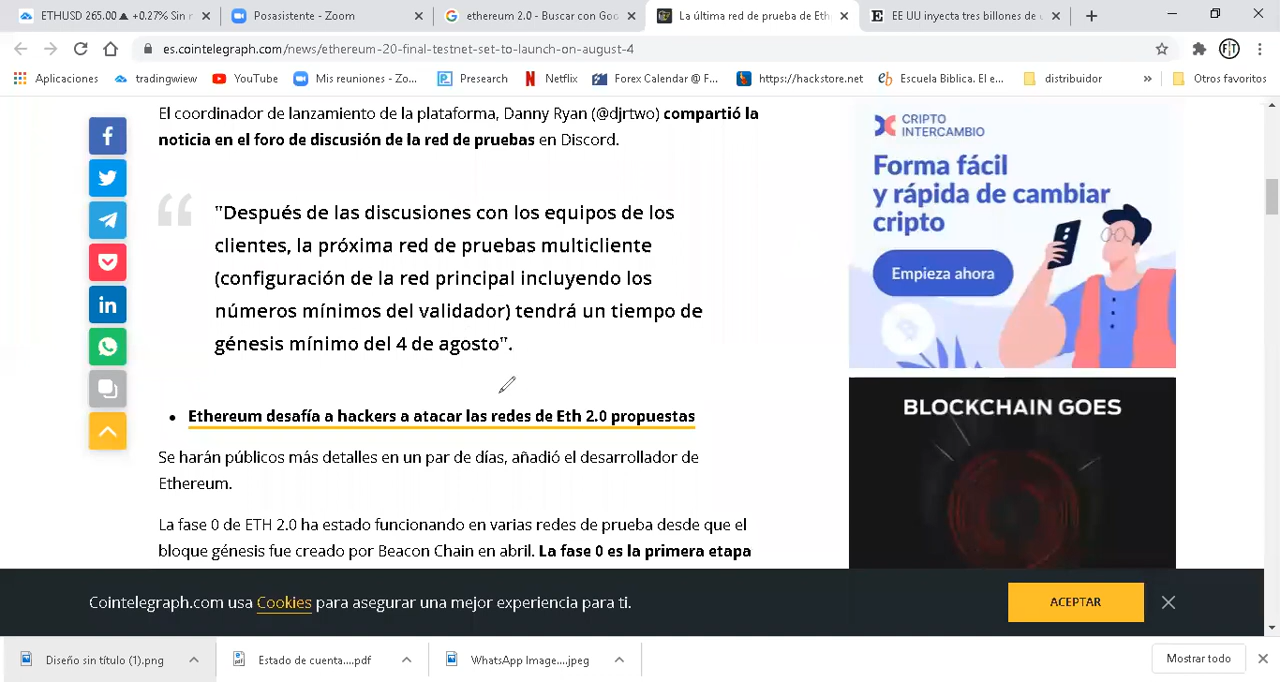 ETHUSD 265.00▲ +0.27% Sin r
Posasistente - Zoom
ethereum 2.0 - Buscar con Goo
La última red de prueba de Eth
EE UU inyecta tres billones de
es.cointelegraph.com/news/ethereum-20-final-testnet-set-to-launch-on-august-4
Aplicaciones
tradingwiew
YouTube
Mis reuniones - Zo...
Presearch
Netflix
Forex Calendar @ F...
https://hackstore.net
Escuela Biblica. El e...
distribuidor
»
Otros favoritos
El coordinador de lanzamiento de la plataforma, Danny Ryan (@djrtwo) compartió la
noticia en el foro de discusión de la red de pruebas en Discord.
"Después de las discusiones con los equipos de los
clientes, la próxima red de pruebas multicliente
(configuración de la red principal incluyendo los
números mínimos del validador) tendrá un tiempo de
génesis mínimo del 4 de agosto".
• Ethereum desafía a hackers a atacar las redes de Eth 2.0 propuestas
Se harán públicos más detalles en un par de días, añadió el desarrollador de
Ethereum.
La fase 0 de ETH 2.0 ha estado funcionando en varias redes de prueba desde que el
bloque génesis fue creado por Beacon Chain en abril. La fase 0 es la primera etapa
CRIPTO
INTERCAMBIO
Forma fácil
y rápida de cambiar
cripto
Empieza ahora
BLOCKCHAIN GOES
Cointelegraph.com usa Cookies para asegurar una mejor experiencia para ti.
ACEPTAR
Diseño sin título (1).png
Estado de cuenta....pdf
WhatsApp Image....jpeg
Mostrar todo